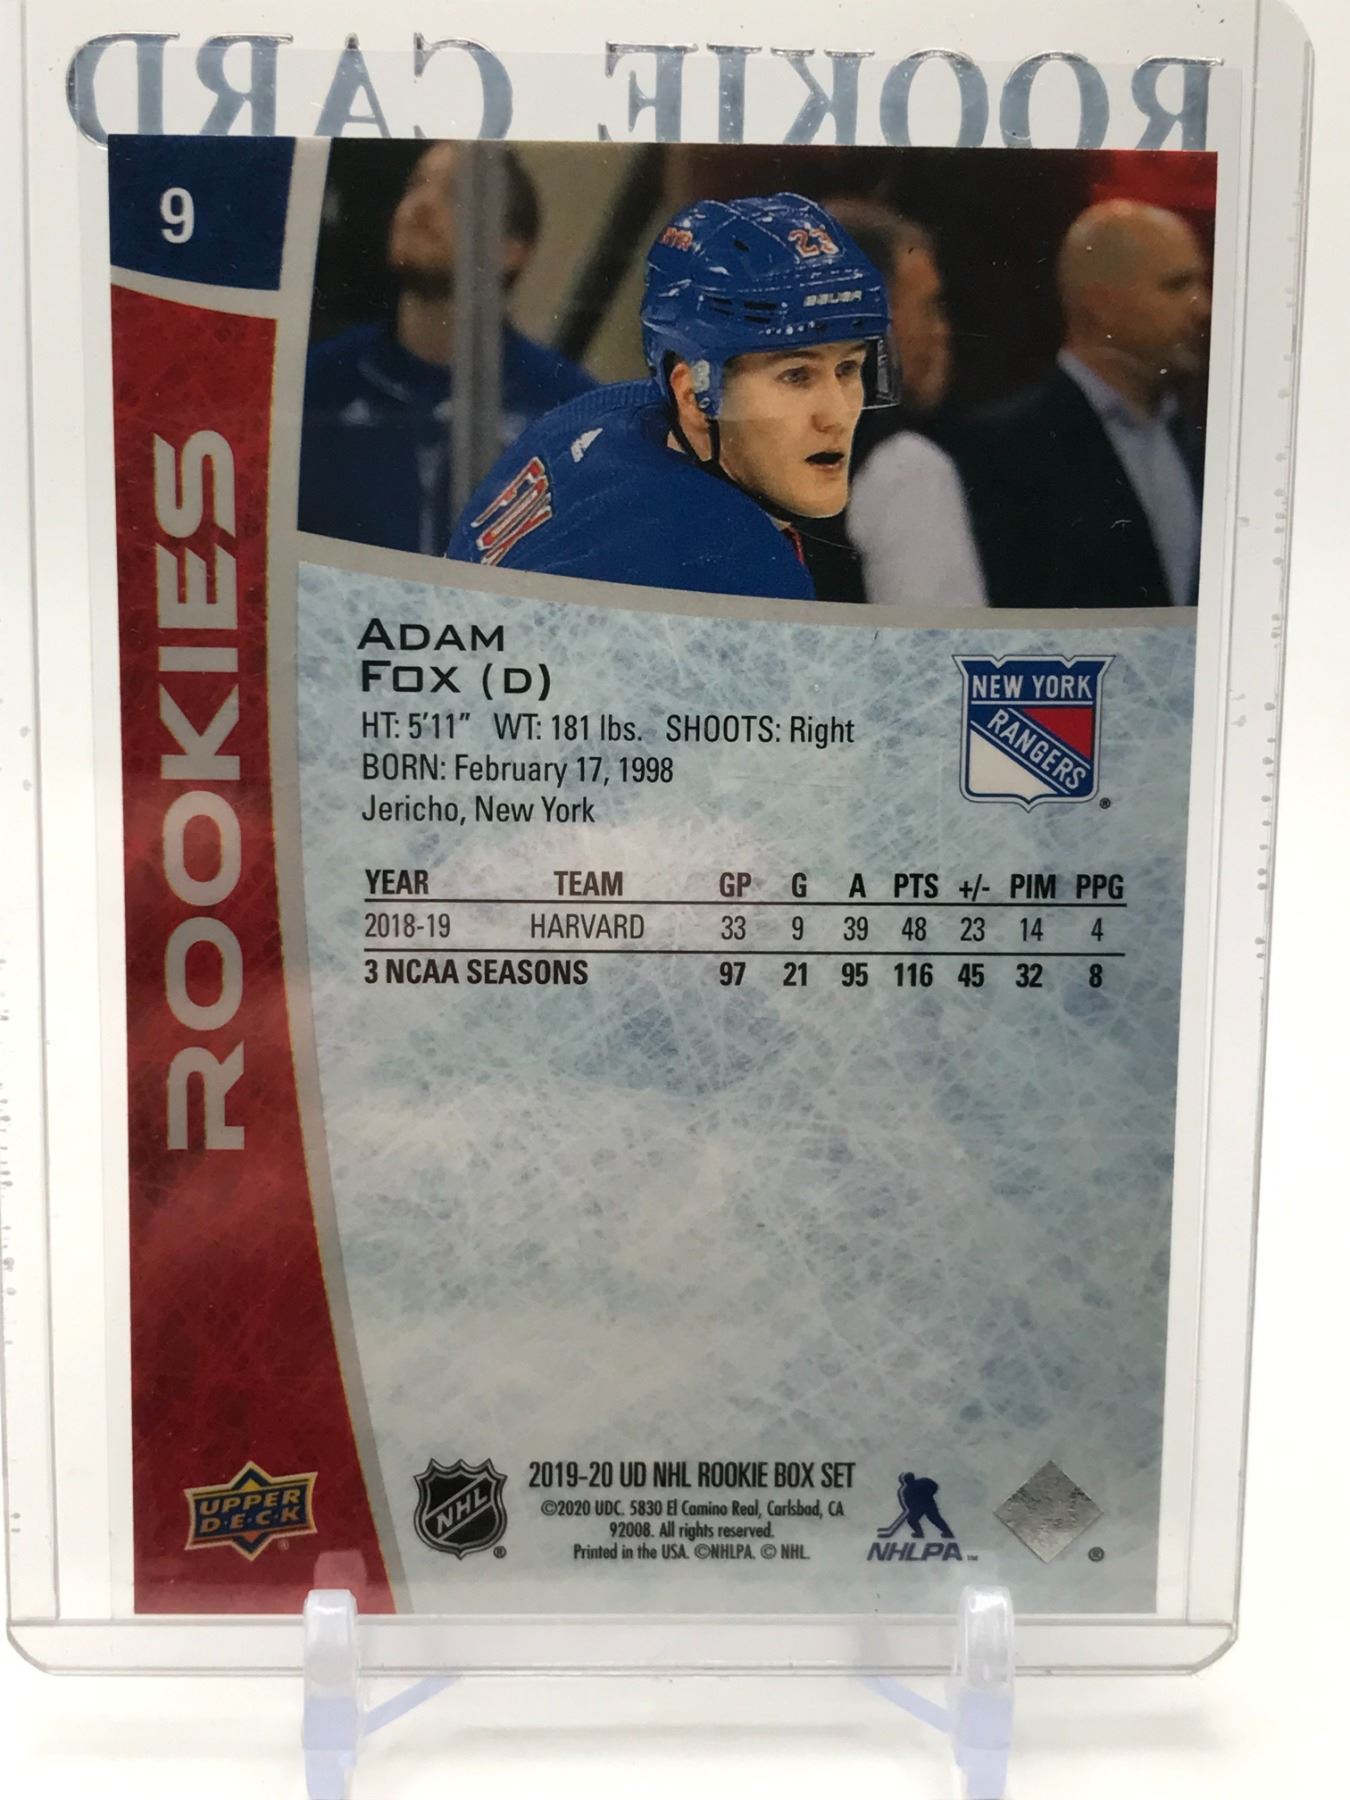 ROOKIE CARD
9
23
BAUER
FOX
ROOKIES
ADAM
FOX (D)
NEW YORK
RANGERS
®
HT: 5'11" WT: 181 lbs. SHOOTS: Right
BORN: February 17, 1998
Jericho, New York
YEAR TEAM GP G A PTS +/- PIM PPG
2018-19 HARVARD 33 9 39 48 23 14 4
3 NCAA SEASONS 97 21 95 116 45 32 8
UPPER
D·E·C·K
®
NHL
®
2019-20 UD NHL ROOKIE BOX SET
©2020 UDC. 5830 El Camino Real, Carlsbad, CA
92008. All rights reserved.
Printed in the USA. ©NHLPA. © NHL.
NHLPA™
®